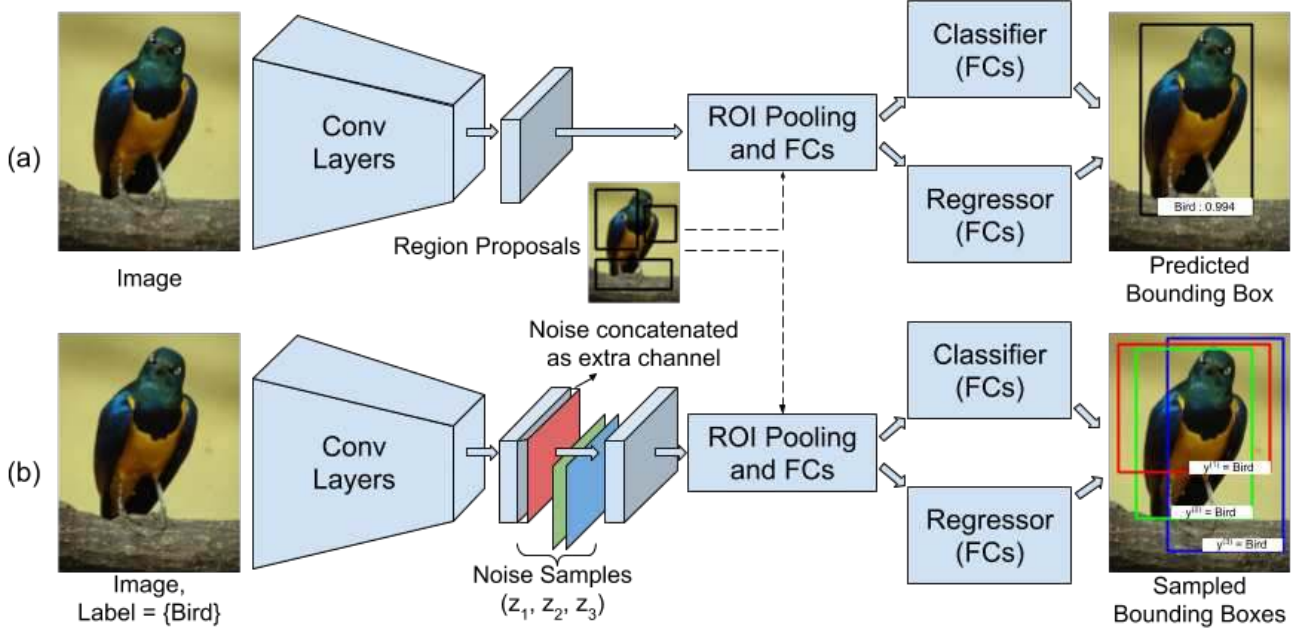 (a)
Image
Conv
Layers
Region Proposals
ROI Pooling
and FCs
Classifier
(FCs)
Regressor
(FCs)
Bird : 0.994
Predicted
Bounding Box
(b)
Image,
Label = {Bird}
Conv
Layers
Noise concatenated
as extra channel
Noise Samples
(z₁, z₂, z₃)
ROI Pooling
and FCs
Classifier
(FCs)
Regressor
(FCs)
y⁽¹⁾ = Bird
= Bird
= Bird
Sampled
Bounding Boxes